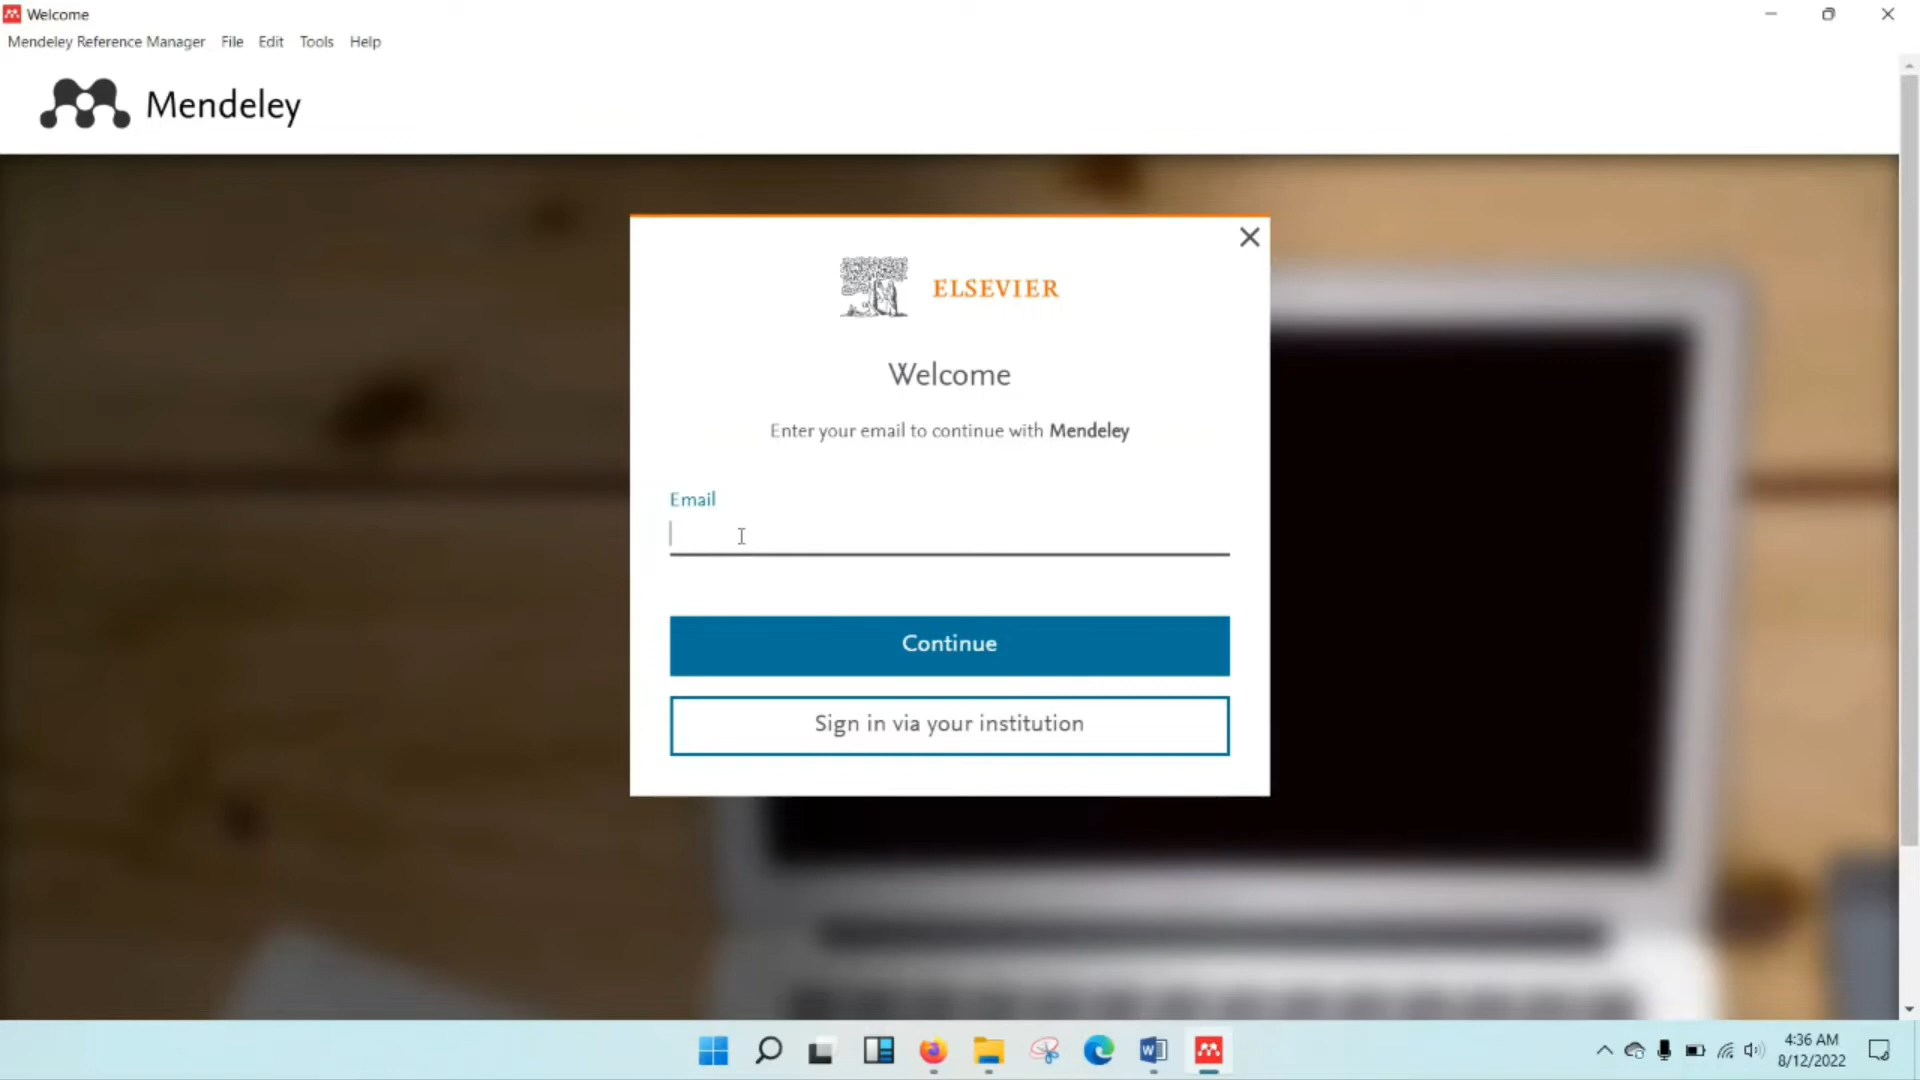 Welcome
Mendeley Reference Manager File Edit Tools Help
Mendeley
ELSEVIER
Welcome
Enter your email to continue with Mendeley
Email
Continue
Sign in via your institution
4:36 AM
8/12/2022